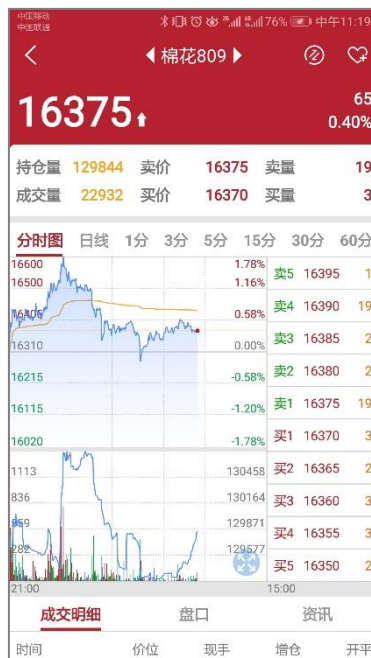 中国移动
中国联通
76% 中午11:19
棉花809
16375
65
0.40%
持仓量 129844 卖价 16375 卖量 19
成交量 22932 买价 16370 买量 3
分时图 日线 1分 3分 5分 15分 30分 60分
16600 1.78%
16500 1.16%
16405 0.58%
16310 0.00%
16215 -0.58%
16115 -1.20%
16020 -1.78%
卖5 16395 1
卖4 16390 19
卖3 16385 2
卖2 16380 2
卖1 16375 19
买1 16370 3
买2 16365 2
买3 16360 3
买4 16355 3
买5 16350 2
1113 130458
836 130164
559 129871
282 129577
21:00 15:00
成交明细 盘口 资讯
时间 价位 现手 增仓 开平